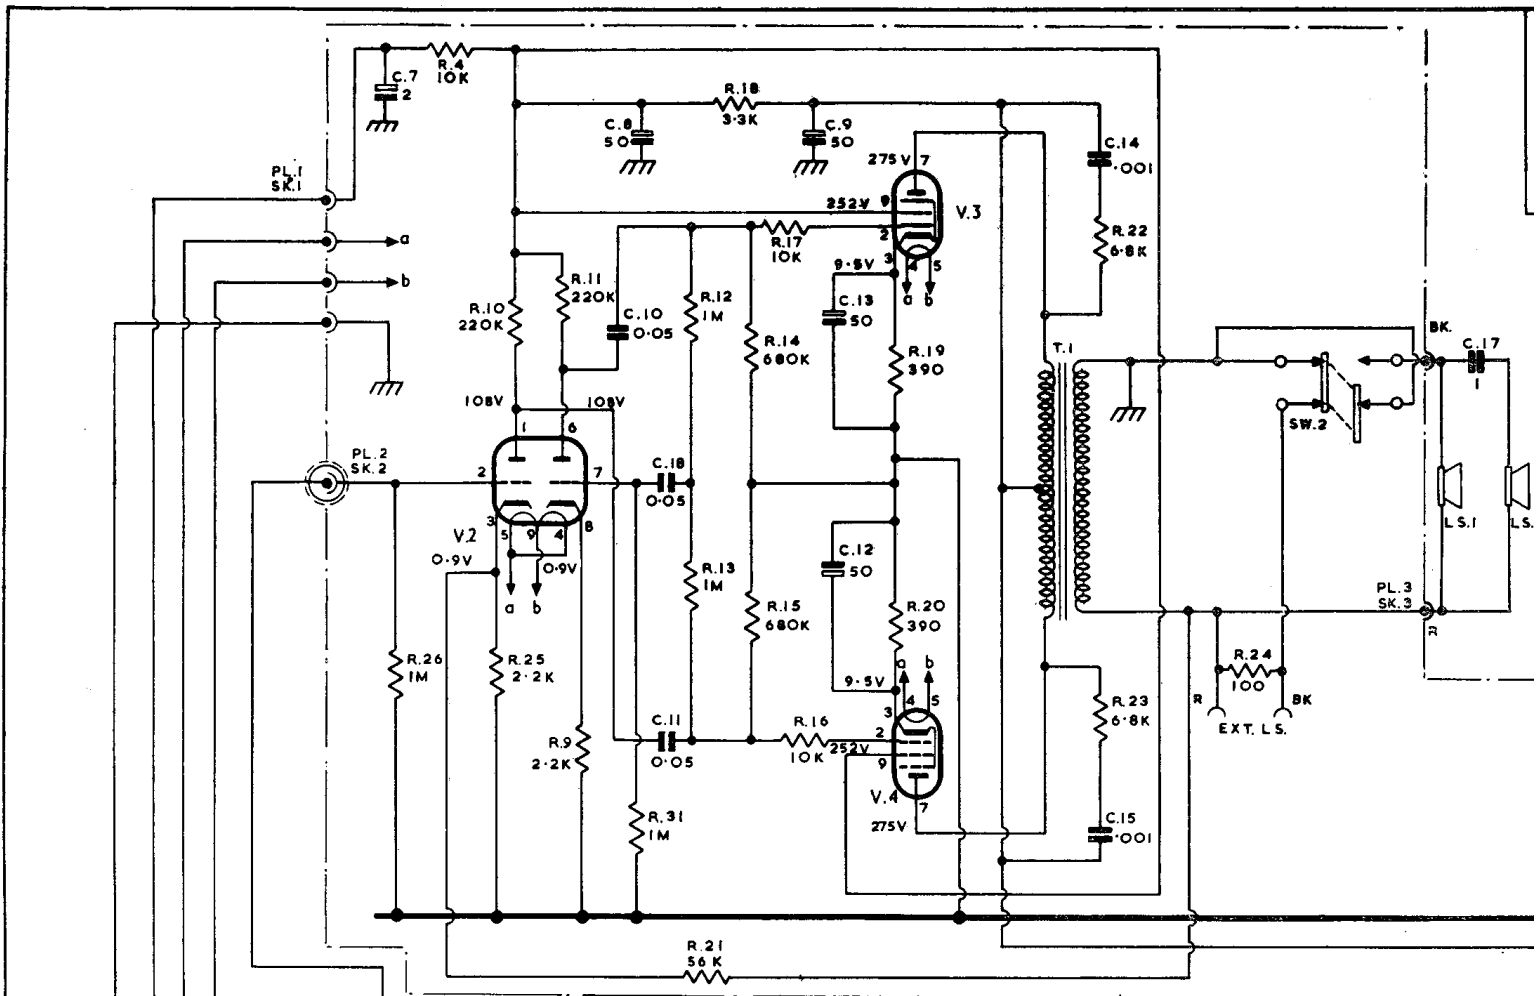 R.4
10K
C.7
2
R.18
3·3K
C.8
50
C.9
50
C.14
·001
275V 7
PL.1
SK.1
252V
9
V.3
2
R.17
10K
R.22
6·8K
a
3
4
5
9·5V
b
a b
R.11
220K
R.10
220K
C.10
0·05
R.12
1M
C.13
50
R.14
680K
R.19
390
T.1
BK.
C.17
1
108V
108V
1
6
SW.2
PL.2
SK.2
2
7
C.18
0·05
3
5
9
4
8
V.2
LS.1
LS.
0·9V
0·9V
C.12
50
R.13
1M
a b
R.15
680K
R.20
390
PL.3
SK.3
R
R.26
1M
R.25
2·2K
a b
9·5V
4
5
R.24
100
R
BK
EXT. LS.
3
R.23
6·8K
C.11
0·05
R.16
10K
2
252V
9
R.9
2·2K
V.4
7
275V
R.31
1M
C.15
·001
R.21
56K